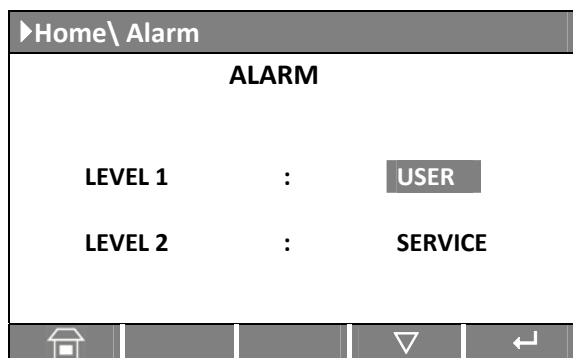 Home\ Alarm
ALARM
LEVEL 1 : USER
LEVEL 2 : SERVICE